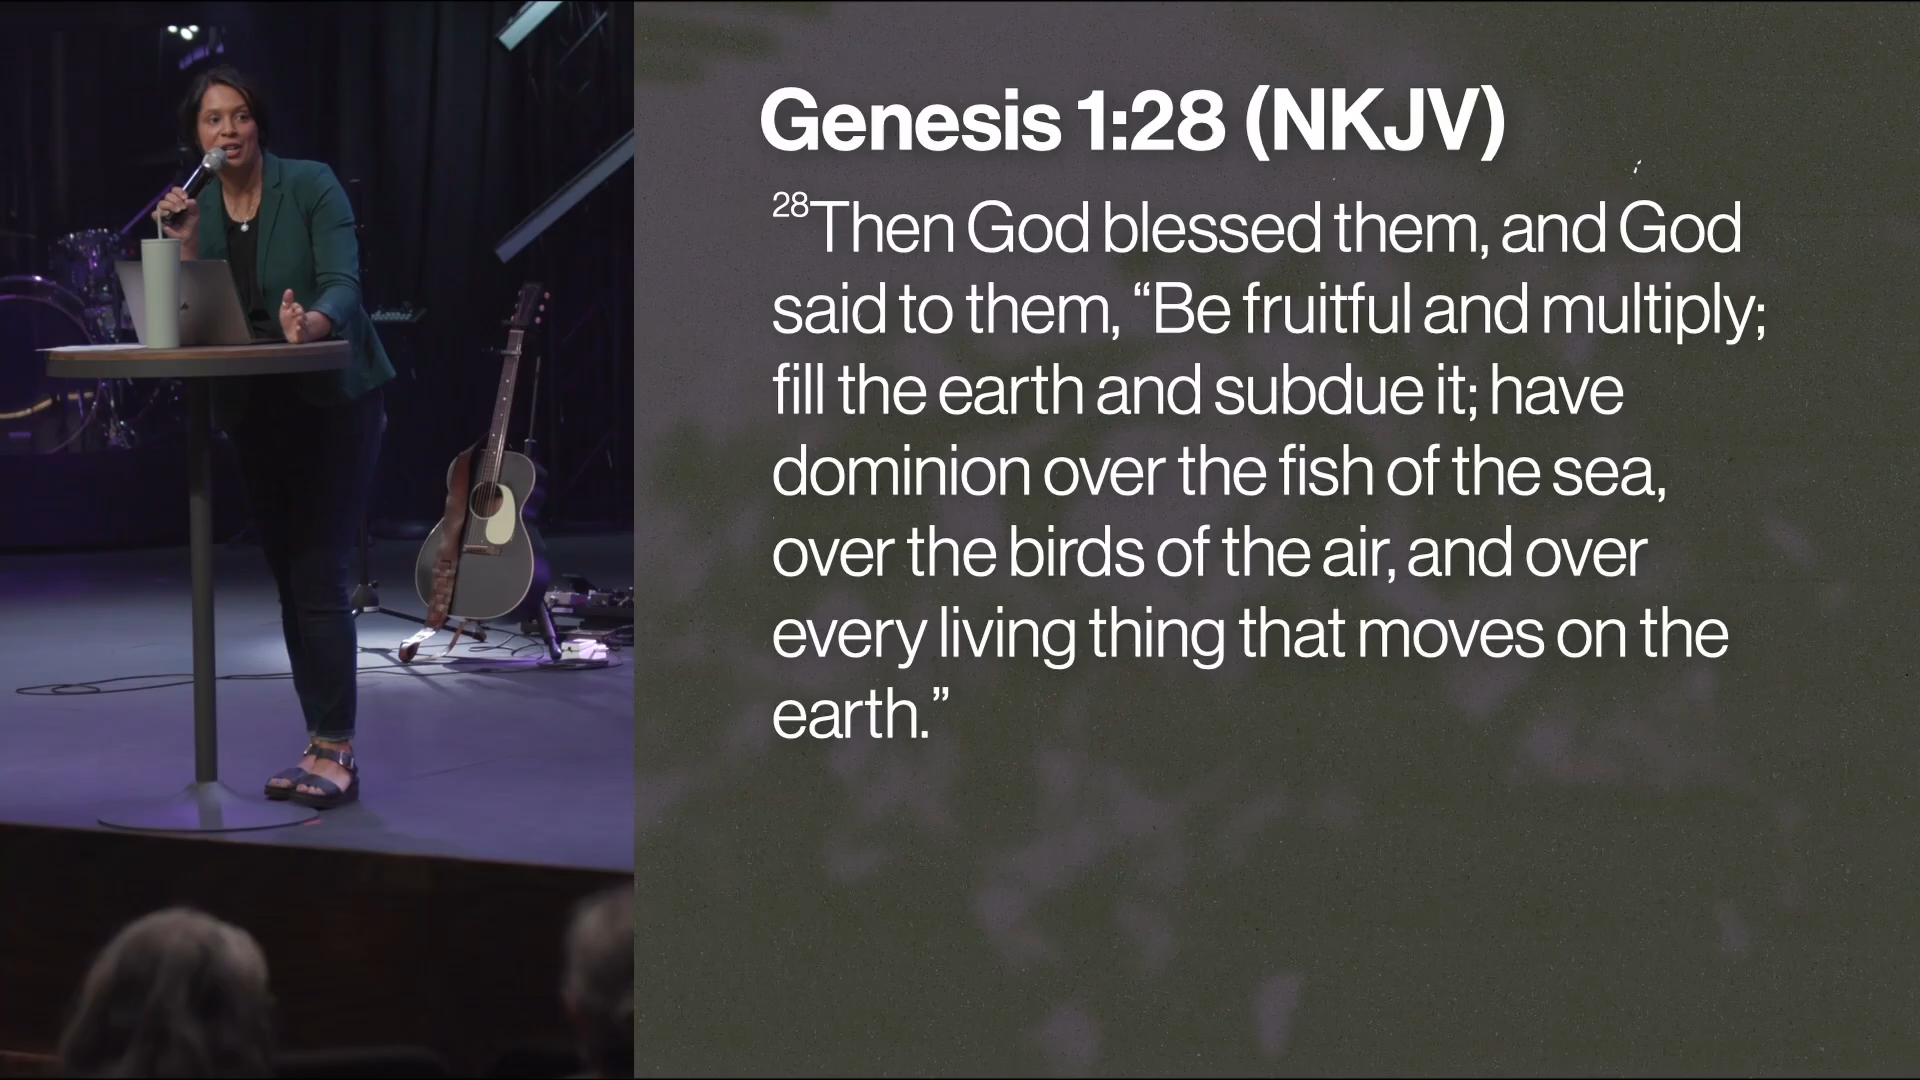 Genesis 1:28 (NKJV)
28Then God blessed them, and God
said to them, “Be fruitful and multiply;
fill the earth and subdue it; have
dominion over the fish of the sea,
over the birds of the air, and over
every living thing that moves on the
earth.”